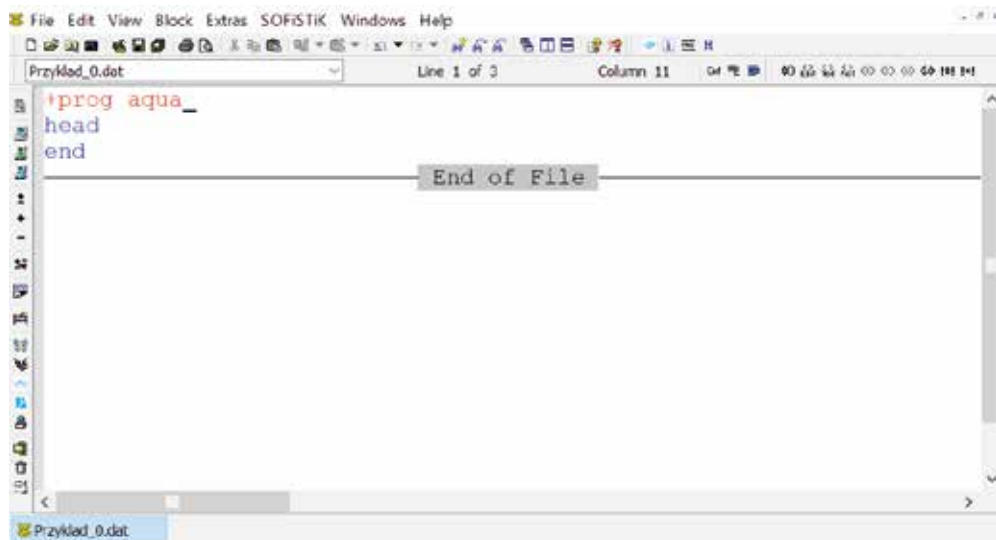 File Edit View Block Extras SOFiSTiK Windows Help
Przyklad_0.dat Line 1 of 3 Column 11
+prog aqua_
head
end
End of File
Przyklad_0.dat